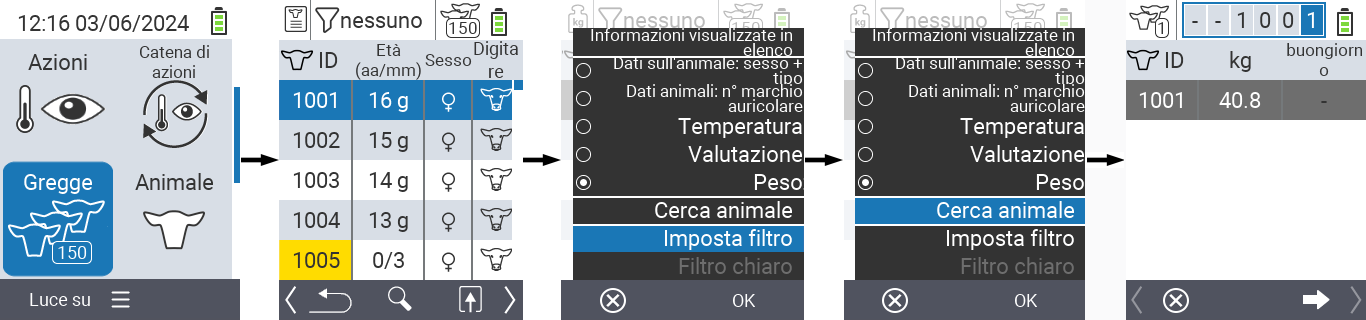 12:16 03/06/2024
Azioni
Catena di
azioni
Gregge
150
Animale
Luce su
nessuno
150
ID
Età
(aa/mm)
Sesso
Digita
re
1001 16 g
1002 15 g
1003 14 g
1004 13 g
1005 0/3
kg
nessuno
150
Informazioni visualizzate in
elenco
Dati sull'animale: sesso +
tipo
Dati animali: n° marchio
auricolare
Temperatura
Valutazione
Peso
Cerca animale
Imposta filtro
Filtro chiaro
OK
kg
nessuno
150
Informazioni visualizzate in
elenco
Dati sull'animale: sesso +
tipo
Dati animali: n° marchio
auricolare
Temperatura
Valutazione
Peso
Cerca animale
Imposta filtro
Filtro chiaro
OK
1
- - 1 0 0 1
ID
kg
buongiorn
o
1001 40.8 -